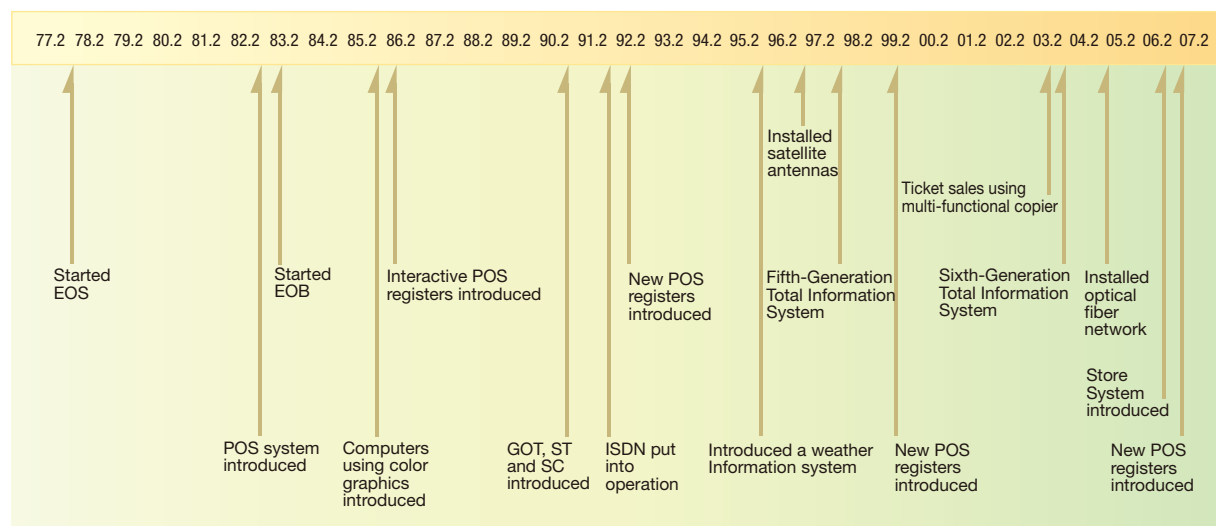 77.2 78.2 79.2 80.2 81.2 82.2 83.2 84.2 85.2 86.2 87.2 88.2 89.2 90.2 91.2 92.2 93.2 94.2 95.2 96.2 97.2 98.2 99.2 00.2 01.2 02.2 03.2 04.2 05.2 06.2 07.2
Installed
satellite
antennas
Ticket sales using
multi-functional copier
Started
EOS
Started
EOB
Interactive POS
registers introduced
New POS
registers
introduced
Fifth-Generation
Total Information
System
Sixth-Generation
Total Information
System
Installed
optical
fiber
network
Store
System
introduced
POS system
introduced
Computers
using color
graphics
introduced
GOT, ST
and SC
introduced
ISDN put
into
operation
Introduced a weather
Information system
New POS
registers
introduced
New POS
registers
introduced